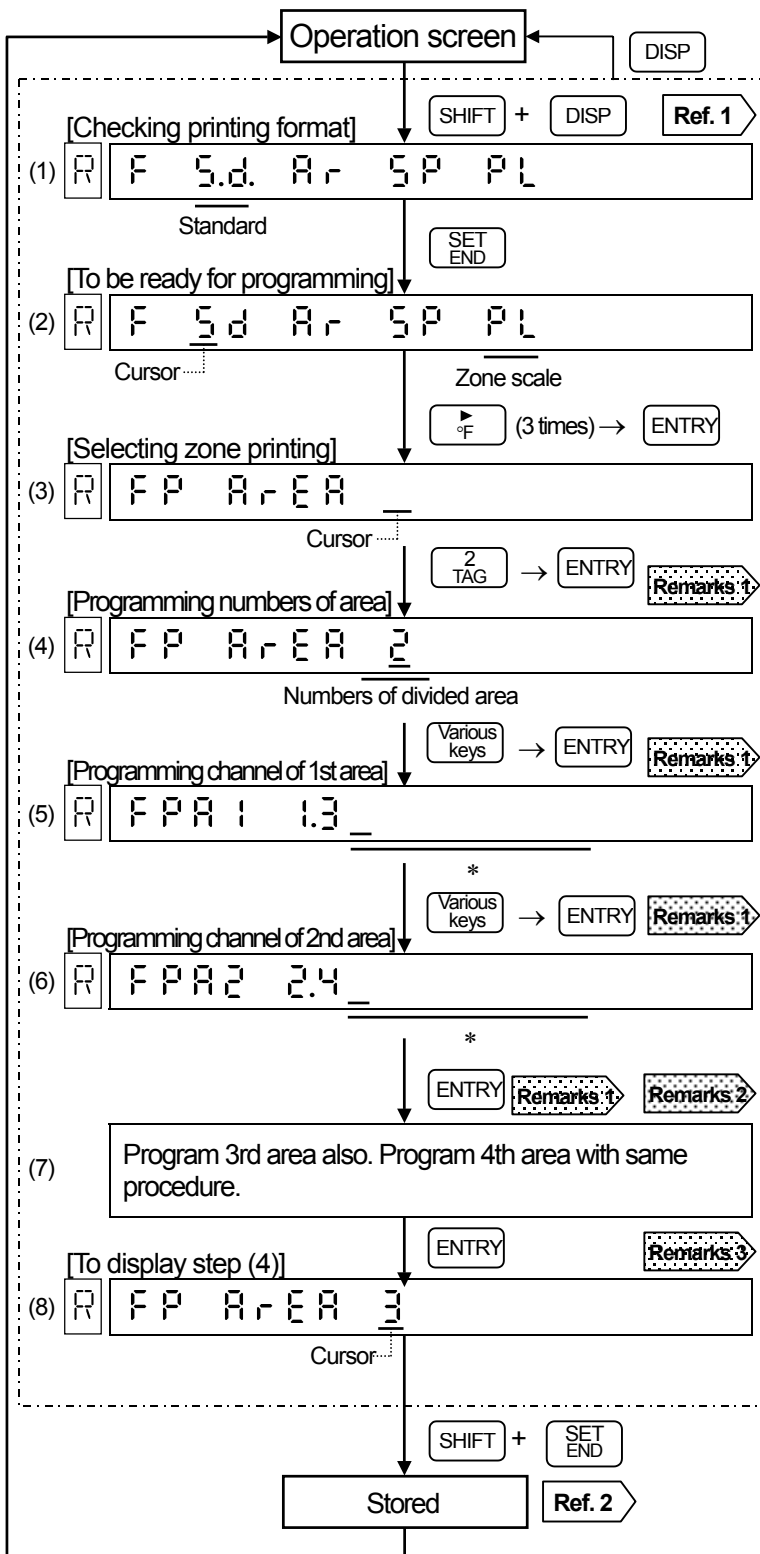 Operation screen
DISP
SHIFT + DISP Ref. 1
[Checking printing format]
(1) R F S.d. Ar SP PL
Standard
SET
END
[To be ready for programming]
(2) R F Sd Ar SP PL
Cursor Zone scale
► °F (3 times) → ENTRY
[Selecting zone printing]
(3) R FP ArEA _
Cursor
2
TAG → ENTRY Remarks 1
[Programming numbers of area]
(4) R FP ArEA 2
Numbers of divided area
Various
keys → ENTRY Remarks 1
[Programming channel of 1st area]
(5) R FPA1 1.3_
*
Various
keys → ENTRY Remarks 1
[Programming channel of 2nd area]
(6) R FPA2 2.4_
*
ENTRY Remarks 1 Remarks 2
(7) Program 3rd area also. Program 4th area with same
procedure.
ENTRY Remarks 3
[To display step (4)]
(8) R FP ArEA 3
Cursor
SHIFT + SET
END
Stored Ref. 2